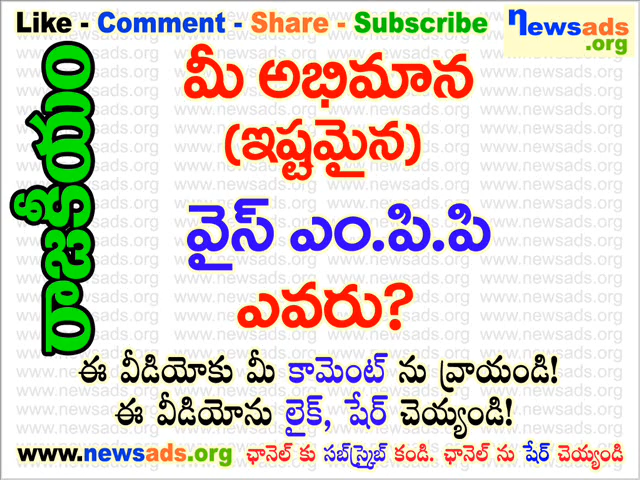 Like - Comment - Share - Subscribe
newsads
.org
రాజకీయం
మీ అభిమాన
(ఇష్టమైన)
వైస్ ఎం.పి.పి
ఎవరు?
ఈ వీడియోకు మీ కామెంట్ ను వ్రాయండి!
ఈ వీడియోను లైక్, షేర్ చెయ్యండి!
www.newsads.org ఛానెల్ కు సబ్‌స్క్రైబ్ కండి. ఛానెల్ ను షేర్ చెయ్యండి